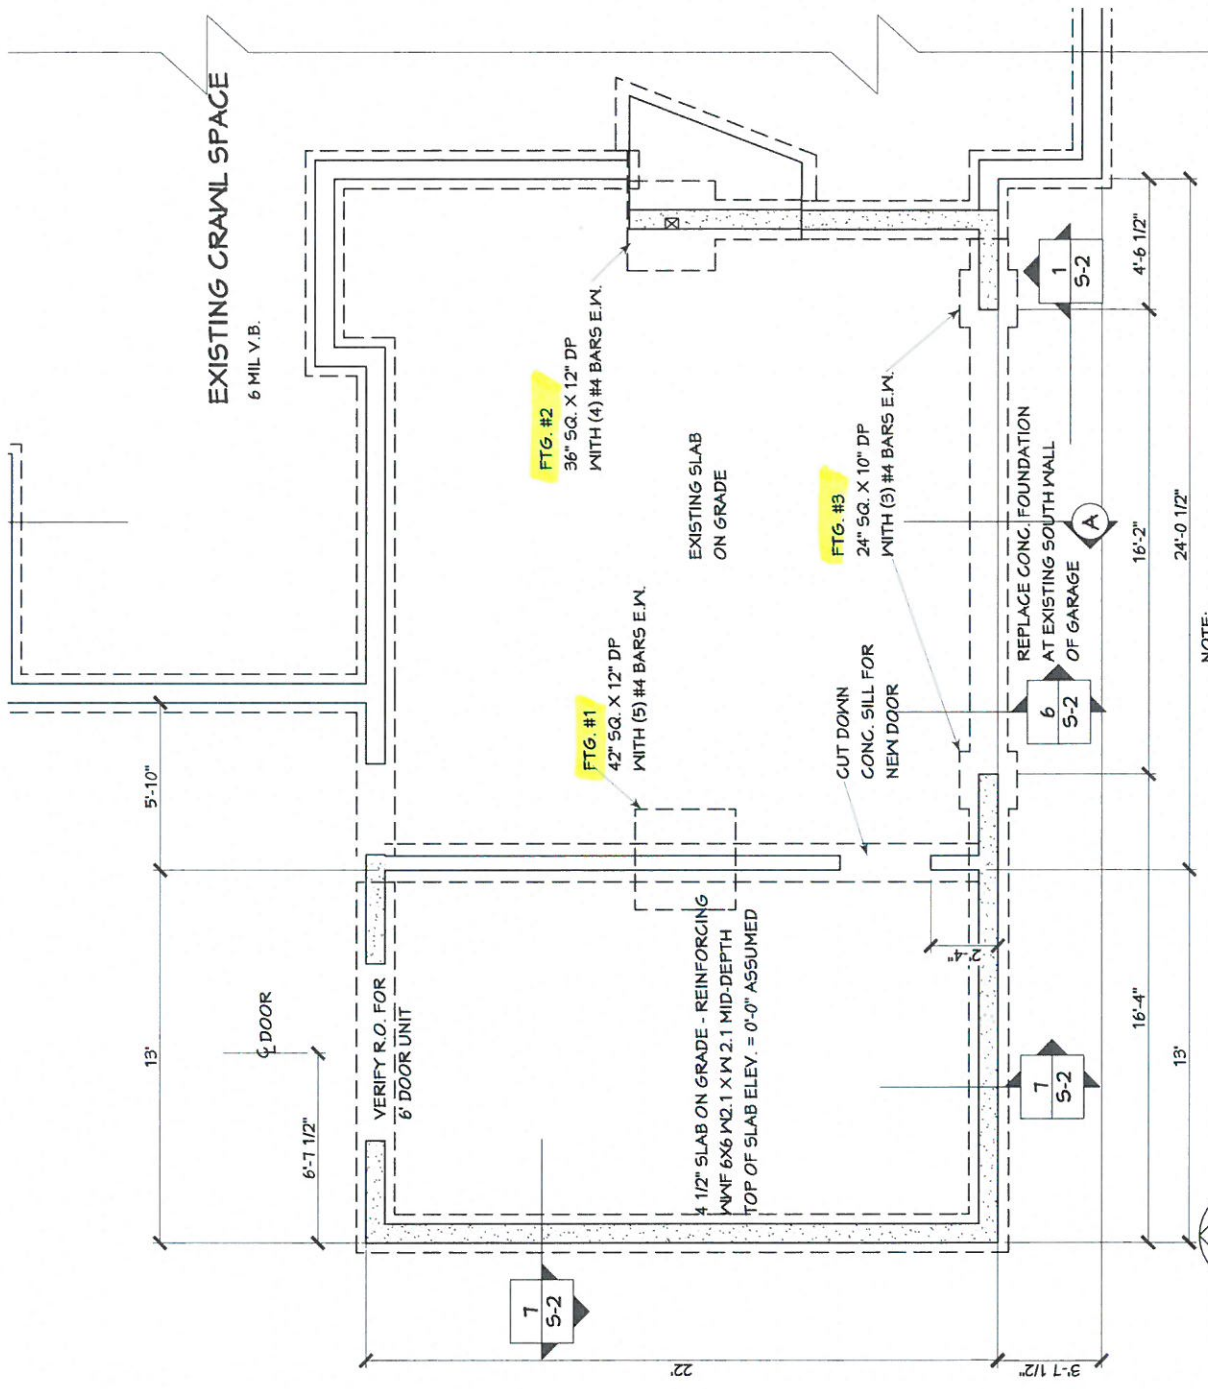 EXISTING CRAWL SPACE
6 MIL V.B.
FTG. #2
36" SQ. X 12" DP
WITH (4) #4 BARS E.W.
FTG. #1
42" SQ. X 12" DP
WITH (5) #4 BARS E.W.
EXISTING SLAB
ON GRADE
FTG. #3
24" SQ. X 10" DP
WITH (3) #4 BARS E.W.
CUT DOWN
CONC. SILL FOR
NEW DOOR
REPLACE CONC. FOUNDATION
AT EXISTING SOUTH WALL
OF GARAGE
4 1/2" SLAB ON GRADE - REINFORCING
WWF 6X6 W2.1 X W 2.1 MID-DEPTH
TOP OF SLAB ELEV. = 0'-0" ASSUMED
VERIFY R.O. FOR
6' DOOR UNIT
℄ DOOR
6'-7 1/2"
13'
5'-10"
2'-4"
22'
3'-7 1/2"
7
S-2
7
S-2
6
S-2
1
S-2
A
16'-4"
16'-2"
4'-6 1/2"
13'
24'-0 1/2"
NOTE: